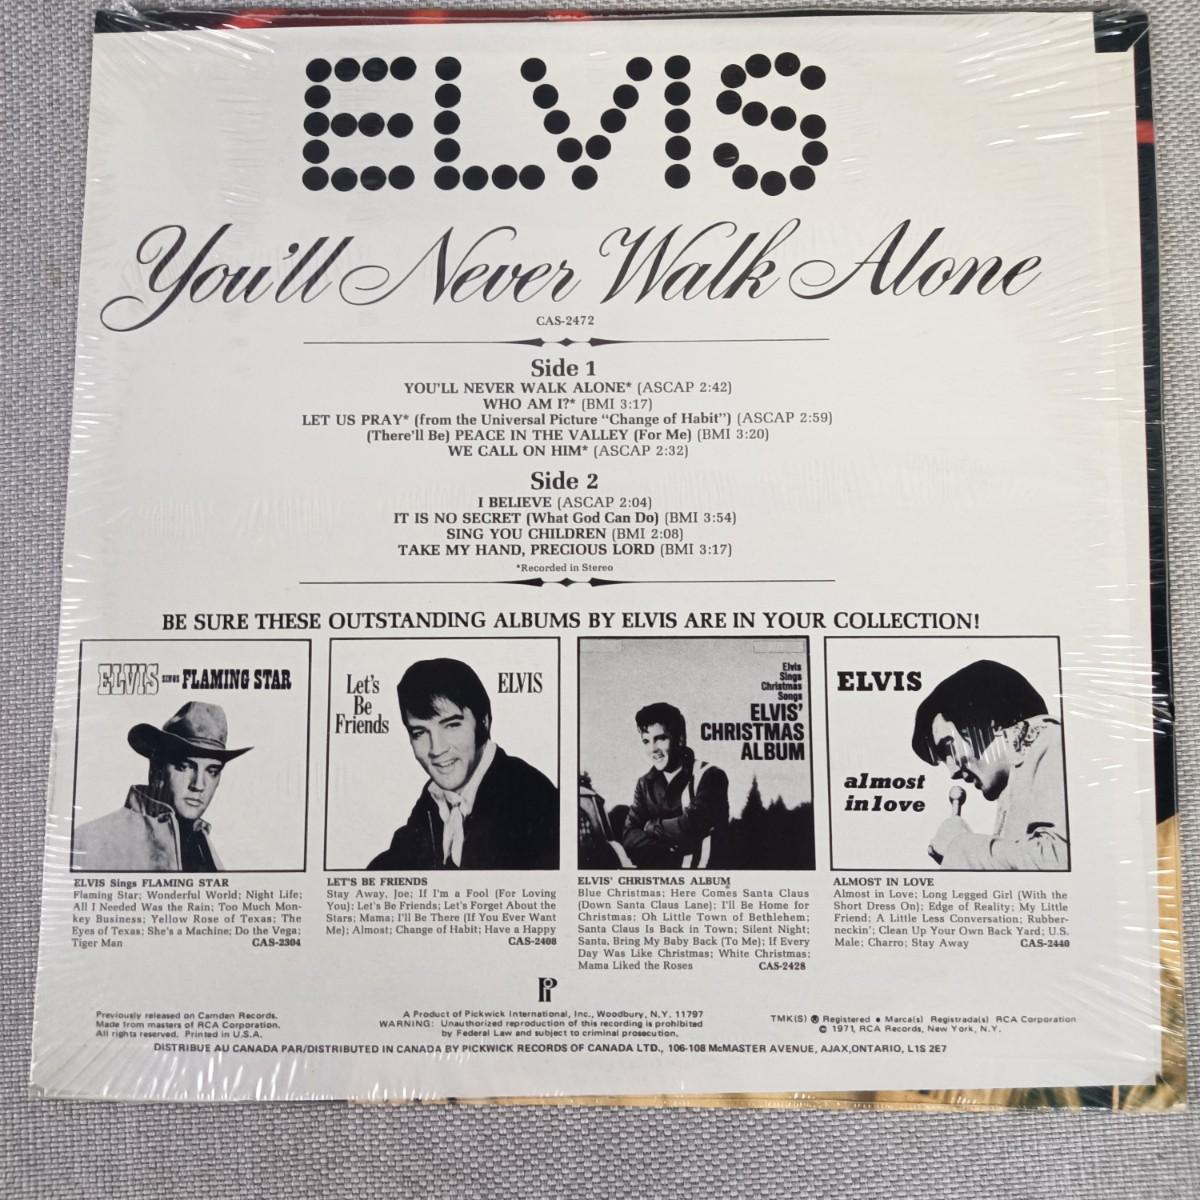 ELVIS
You'll Never Walk Alone
CAS-2472
Side 1
YOU'LL NEVER WALK ALONE* (ASCAP 2:42)
WHO AM I?* (BMI 3:17)
LET US PRAY* (from the Universal Picture "Change of Habit") (ASCAP 2:59)
(There'll Be) PEACE IN THE VALLEY (For Me) (BMI 3:20)
WE CALL ON HIM* (ASCAP 2:32)
Side 2
I BELIEVE (ASCAP 2:04)
IT IS NO SECRET (What God Can Do) (BMI 3:54)
SING YOU CHILDREN (BMI 2:08)
TAKE MY HAND, PRECIOUS LORD (BMI 3:17)
*Recorded in Stereo
BE SURE THESE OUTSTANDING ALBUMS BY ELVIS ARE IN YOUR COLLECTION!
ELVIS SINGS FLAMING STAR
ELVIS Sings FLAMING STAR
Flaming Star; Wonderful World; Night Life;
All I Needed Was the Rain; Too Much Mon-
key Business; Yellow Rose of Texas; The
Eyes of Texas; She's a Machine; Do the Vega;
Tiger Man CAS-2304
Let's
Be
Friends
ELVIS
LET'S BE FRIENDS
Stay Away, Joe; If I'm a Fool (For Loving
You); Let's Be Friends; Let's Forget About the
Stars; Mama; I'll Be There (If You Ever Want
Me); Almost; Change of Habit; Have a Happy
CAS-2408
Elvis
Sings
Christmas
Songs
ELVIS'
CHRISTMAS
ALBUM
ELVIS' CHRISTMAS ALBUM
Blue Christmas; Here Comes Santa Claus
(Down Santa Claus Lane); I'll Be Home for
Christmas; Oh Little Town of Bethlehem;
Santa Claus Is Back in Town; Silent Night;
Santa, Bring My Baby Back (To Me); If Every
Day Was Like Christmas; White Christmas;
Mama Liked the Roses CAS-2428
ELVIS
almost
in love
ALMOST IN LOVE
Almost in Love; Long Legged Girl (With the
Short Dress On); Edge of Reality; My Little
Friend; A Little Less Conversation; Rubber-
neckin'; Clean Up Your Own Back Yard; U.S.
Male; Charro; Stay Away CAS-2440
Previously released on Camden Records.
Made from masters of RCA Corporation.
All rights reserved. Printed in U.S.A.
A Product of Pickwick International, Inc., Woodbury, N.Y. 11797
WARNING: Unauthorized reproduction of this recording is prohibited
by Federal Law and subject to criminal prosecution.
TMK(S) ® Registered • Marca(s) Registrada(s) RCA Corporation
© 1971, RCA Records, New York, N.Y.
DISTRIBUE AU CANADA PAR/DISTRIBUTED IN CANADA BY PICKWICK RECORDS OF CANADA LTD., 106-108 McMASTER AVENUE, AJAX,ONTARIO, L1S 2E7